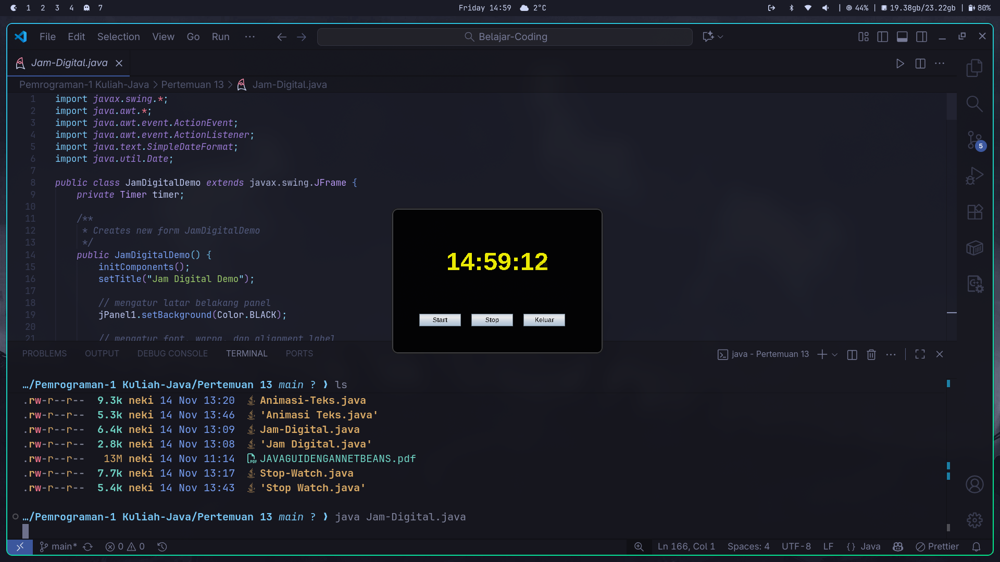 1 2 3 4 7 Friday 14:59 2°C | 44% | 19.38gb/23.22gb | 80%
File Edit Selection View Go Run ··· Belajar-Coding
Jam-Digital.java
Pemrograman-1 Kuliah-Java > Pertemuan 13 > Jam-Digital.java
1 import javax.swing.*;
2 import java.awt.*;
3 import java.awt.event.ActionEvent;
4 import java.awt.event.ActionListener;
5 import java.text.SimpleDateFormat;
6 import java.util.Date;
7
8 public class JamDigitalDemo extends javax.swing.JFrame {
9 private Timer timer;
10
11 /**
12 * Creates new form JamDigitalDemo
13 */
14 public JamDigitalDemo() {
15 initComponents();
16 setTitle("Jam Digital Demo");
17
18 // mengatur latar belakang panel
19 jPanel1.setBackground(Color.BLACK);
20
21 // mengatur font, warna, dan alignment label
14:59:12
Start Stop Keluar
5
PROBLEMS OUTPUT DEBUG CONSOLE TERMINAL PORTS java - Pertemuan 13
…/Pemrograman-1 Kuliah-Java/Pertemuan 13 main ? ❯ ls
.rw-r--r-- 9.3k neki 14 Nov 13:20 Animasi-Teks.java
.rw-r--r-- 5.3k neki 14 Nov 13:46 'Animasi Teks.java'
.rw-r--r-- 6.4k neki 14 Nov 13:09 Jam-Digital.java
.rw-r--r-- 2.8k neki 14 Nov 13:08 'Jam Digital.java'
.rw-r--r-- 13M neki 14 Nov 11:14 JAVAGUIDENGANNETBEANS.pdf
.rw-r--r-- 7.7k neki 14 Nov 13:17 Stop-Watch.java
.rw-r--r-- 5.4k neki 14 Nov 13:43 'Stop Watch.java'
…/Pemrograman-1 Kuliah-Java/Pertemuan 13 main ? ❯ java Jam-Digital.java
main* 0 0 Ln 166, Col 1 Spaces: 4 UTF-8 LF {} Java Prettier